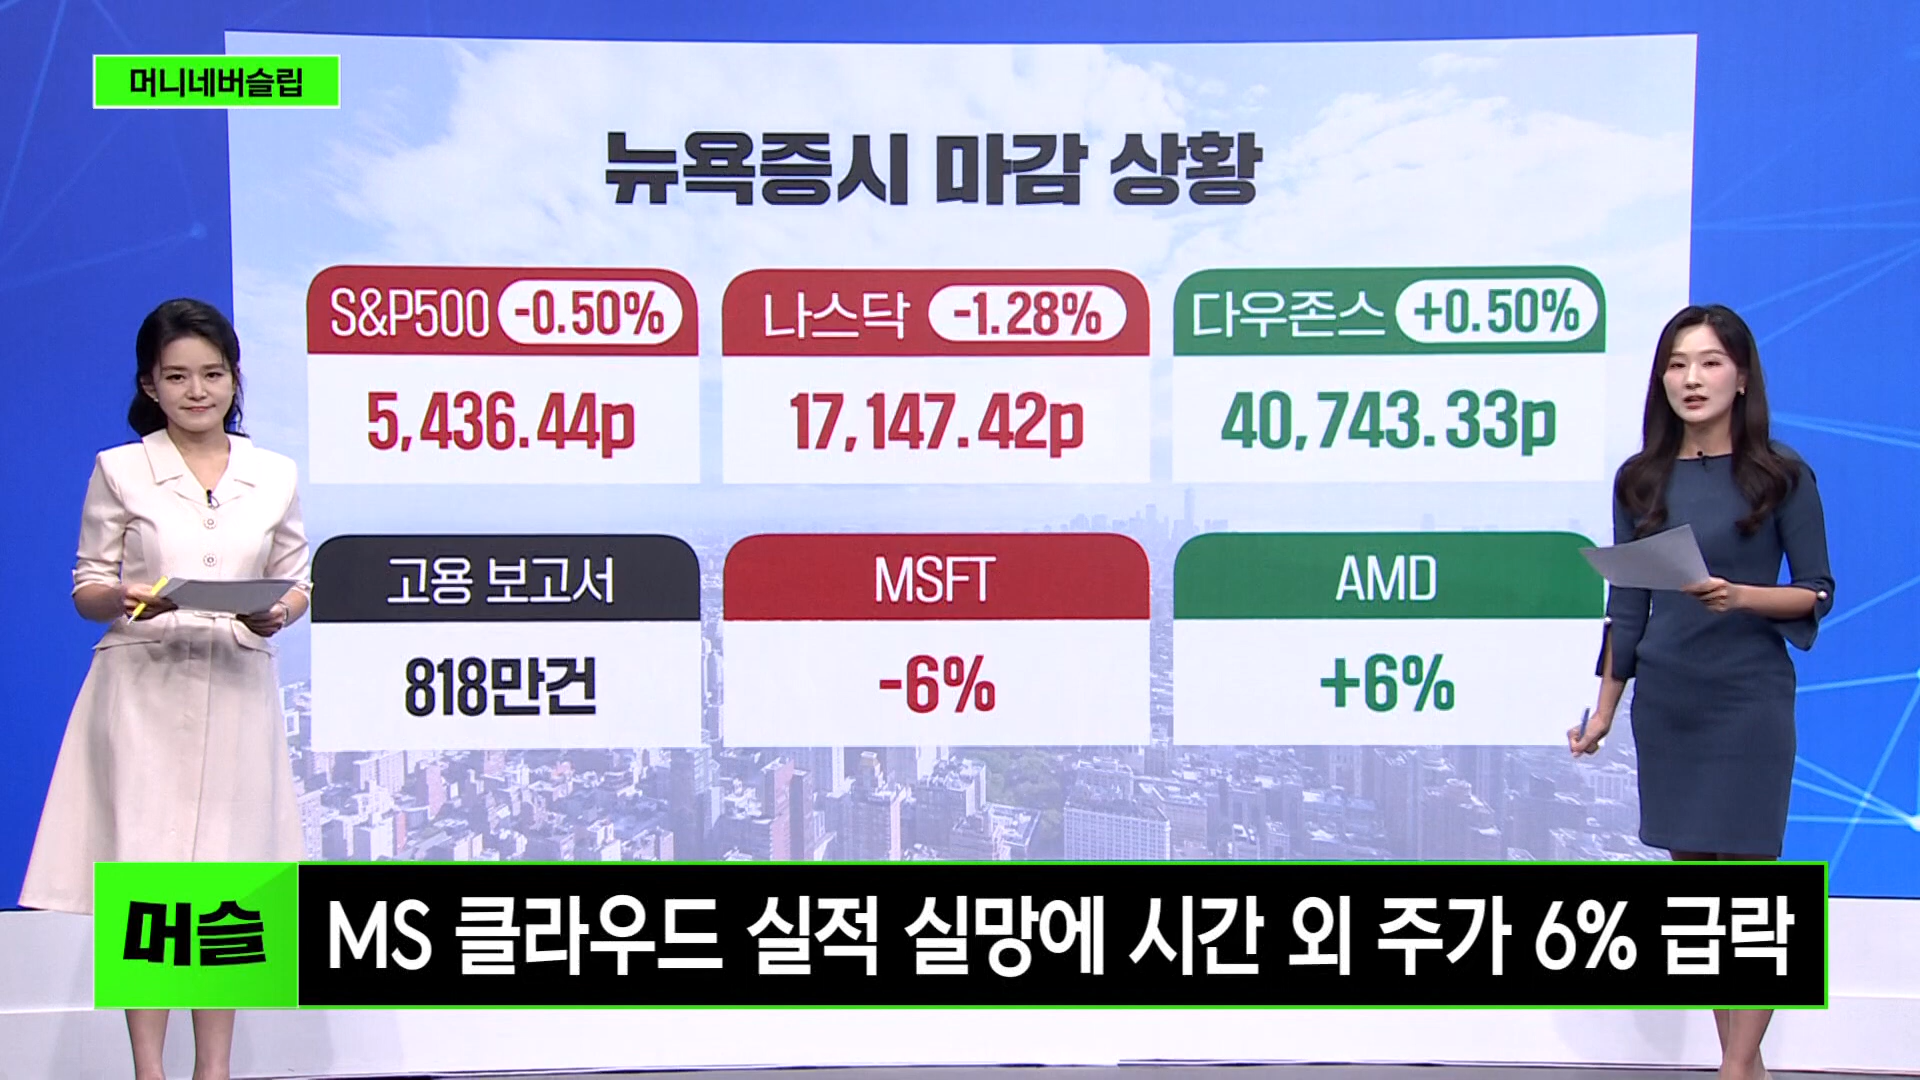 머니네버슬립
뉴욕증시 마감 상황
S&P500 -0.50%
나스닥 -1.28%
다우존스 +0.50%
5,436.44p
17,147.42p
40,743.33p
고용 보고서
MSFT
AMD
818만건
-6%
+6%
머슬
MS 클라우드 실적 실망에 시간 외 주가 6% 급락